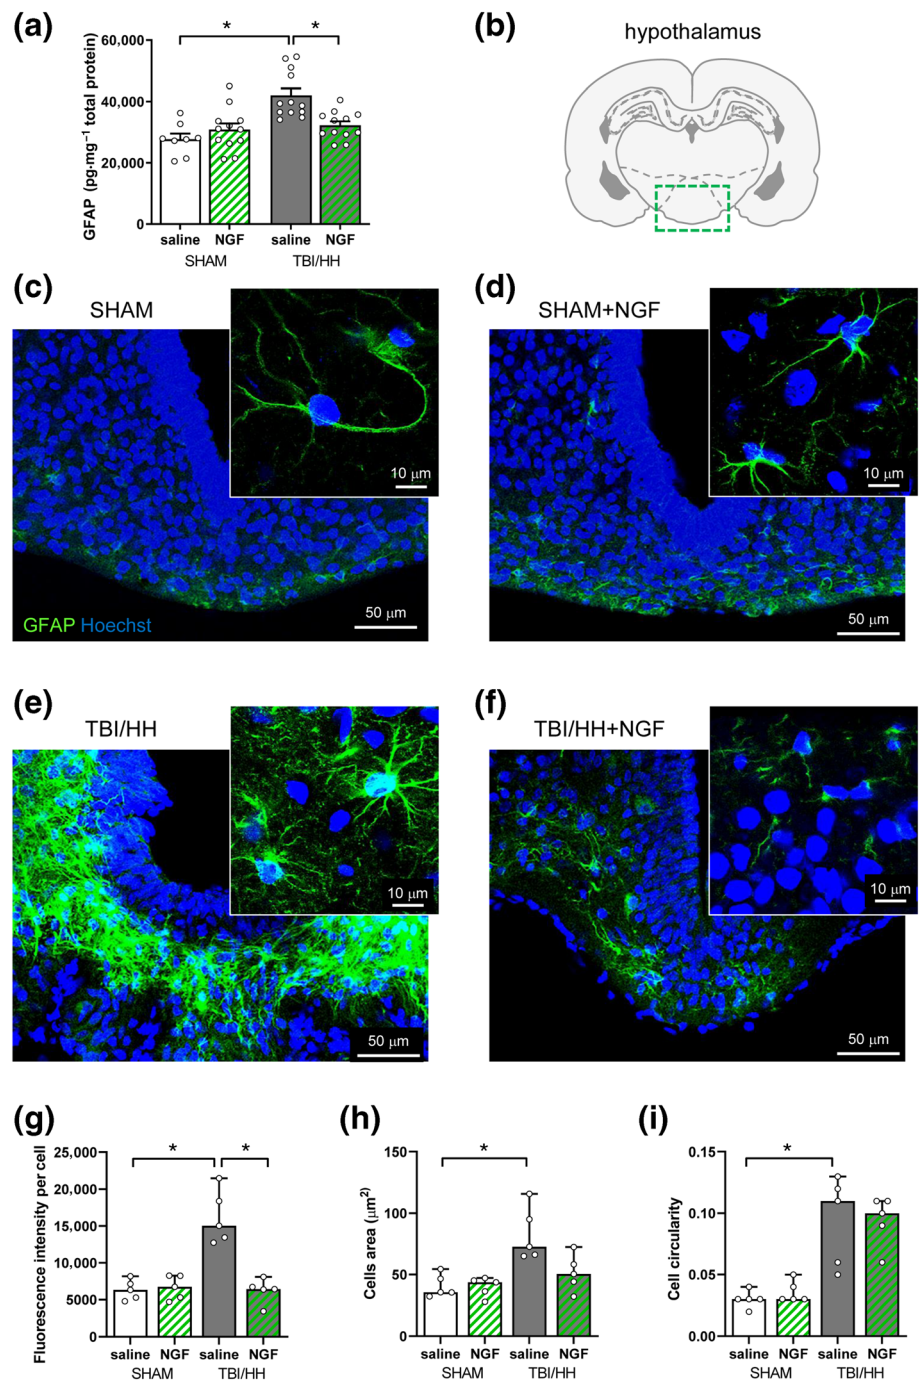 (a)
*
*
60,000
40,000
20,000
0
GFAP (pg·mg⁻¹ total protein)
saline NGF saline NGF
SHAM TBI/HH
(b)
hypothalamus
(c)
SHAM
10 μm
50 μm
GFAP Hoechst
(d)
SHAM+NGF
10 μm
50 μm
(e)
TBI/HH
10 μm
50 μm
(f)
TBI/HH+NGF
10 μm
50 μm
(g)
*
*
25,000
20,000
15,000
10,000
5000
0
Fluorescence intensity per cell
saline NGF saline NGF
SHAM TBI/HH
(h)
*
150
100
50
0
Cells area (μm²)
saline NGF saline NGF
SHAM TBI/HH
(i)
*
0.15
0.10
0.05
0.00
Cell circularity
saline NGF saline NGF
SHAM TBI/HH